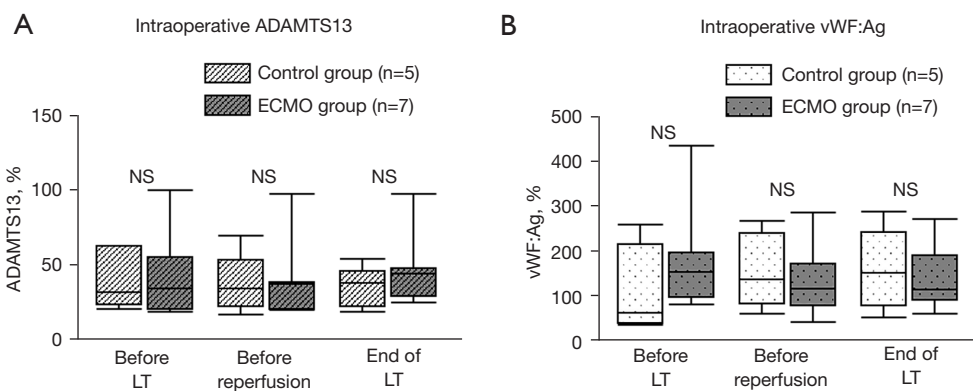 A
Intraoperative ADAMTS13
Control group (n=5)
ECMO group (n=7)
ADAMTS13, %
150
100
50
0
NS
NS
NS
Before
LT
Before
reperfusion
End of
LT
B
Intraoperative vWF:Ag
Control group (n=5)
ECMO group (n=7)
vWF:Ag, %
500
400
300
200
100
0
NS
NS
NS
Before
LT
Before
reperfusion
End of
LT